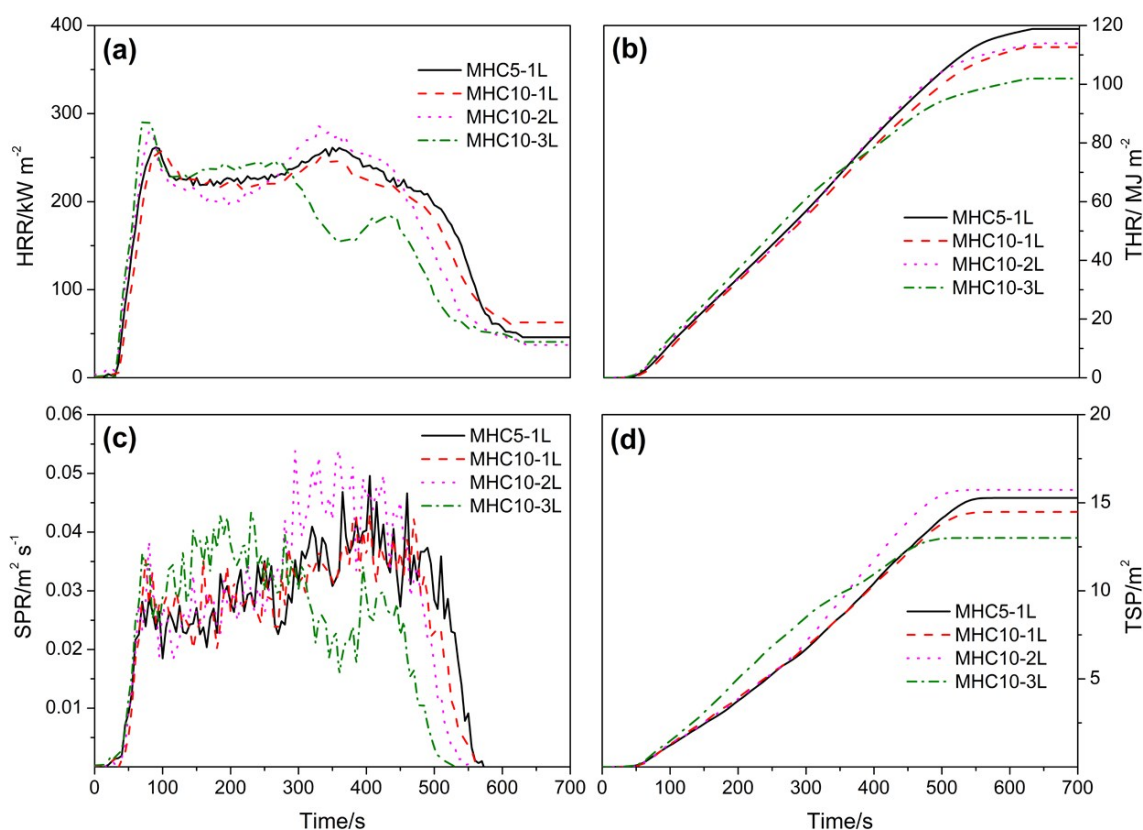 (a)
HRR/kW m⁻²
400
300
200
100
0
MHC5-1L
MHC10-1L
MHC10-2L
MHC10-3L
(b)
120
100
80
60
40
20
0
THR/ MJ m⁻²
MHC5-1L
MHC10-1L
MHC10-2L
MHC10-3L
(c)
SPR/m² s⁻¹
0.06
0.05
0.04
0.03
0.02
0.01
MHC5-1L
MHC10-1L
MHC10-2L
MHC10-3L
0 100 200 300 400 500 600 700
Time/s
(d)
20
15
10
5
TSP/m²
MHC5-1L
MHC10-1L
MHC10-2L
MHC10-3L
0 100 200 300 400 500 600 700
Time/s